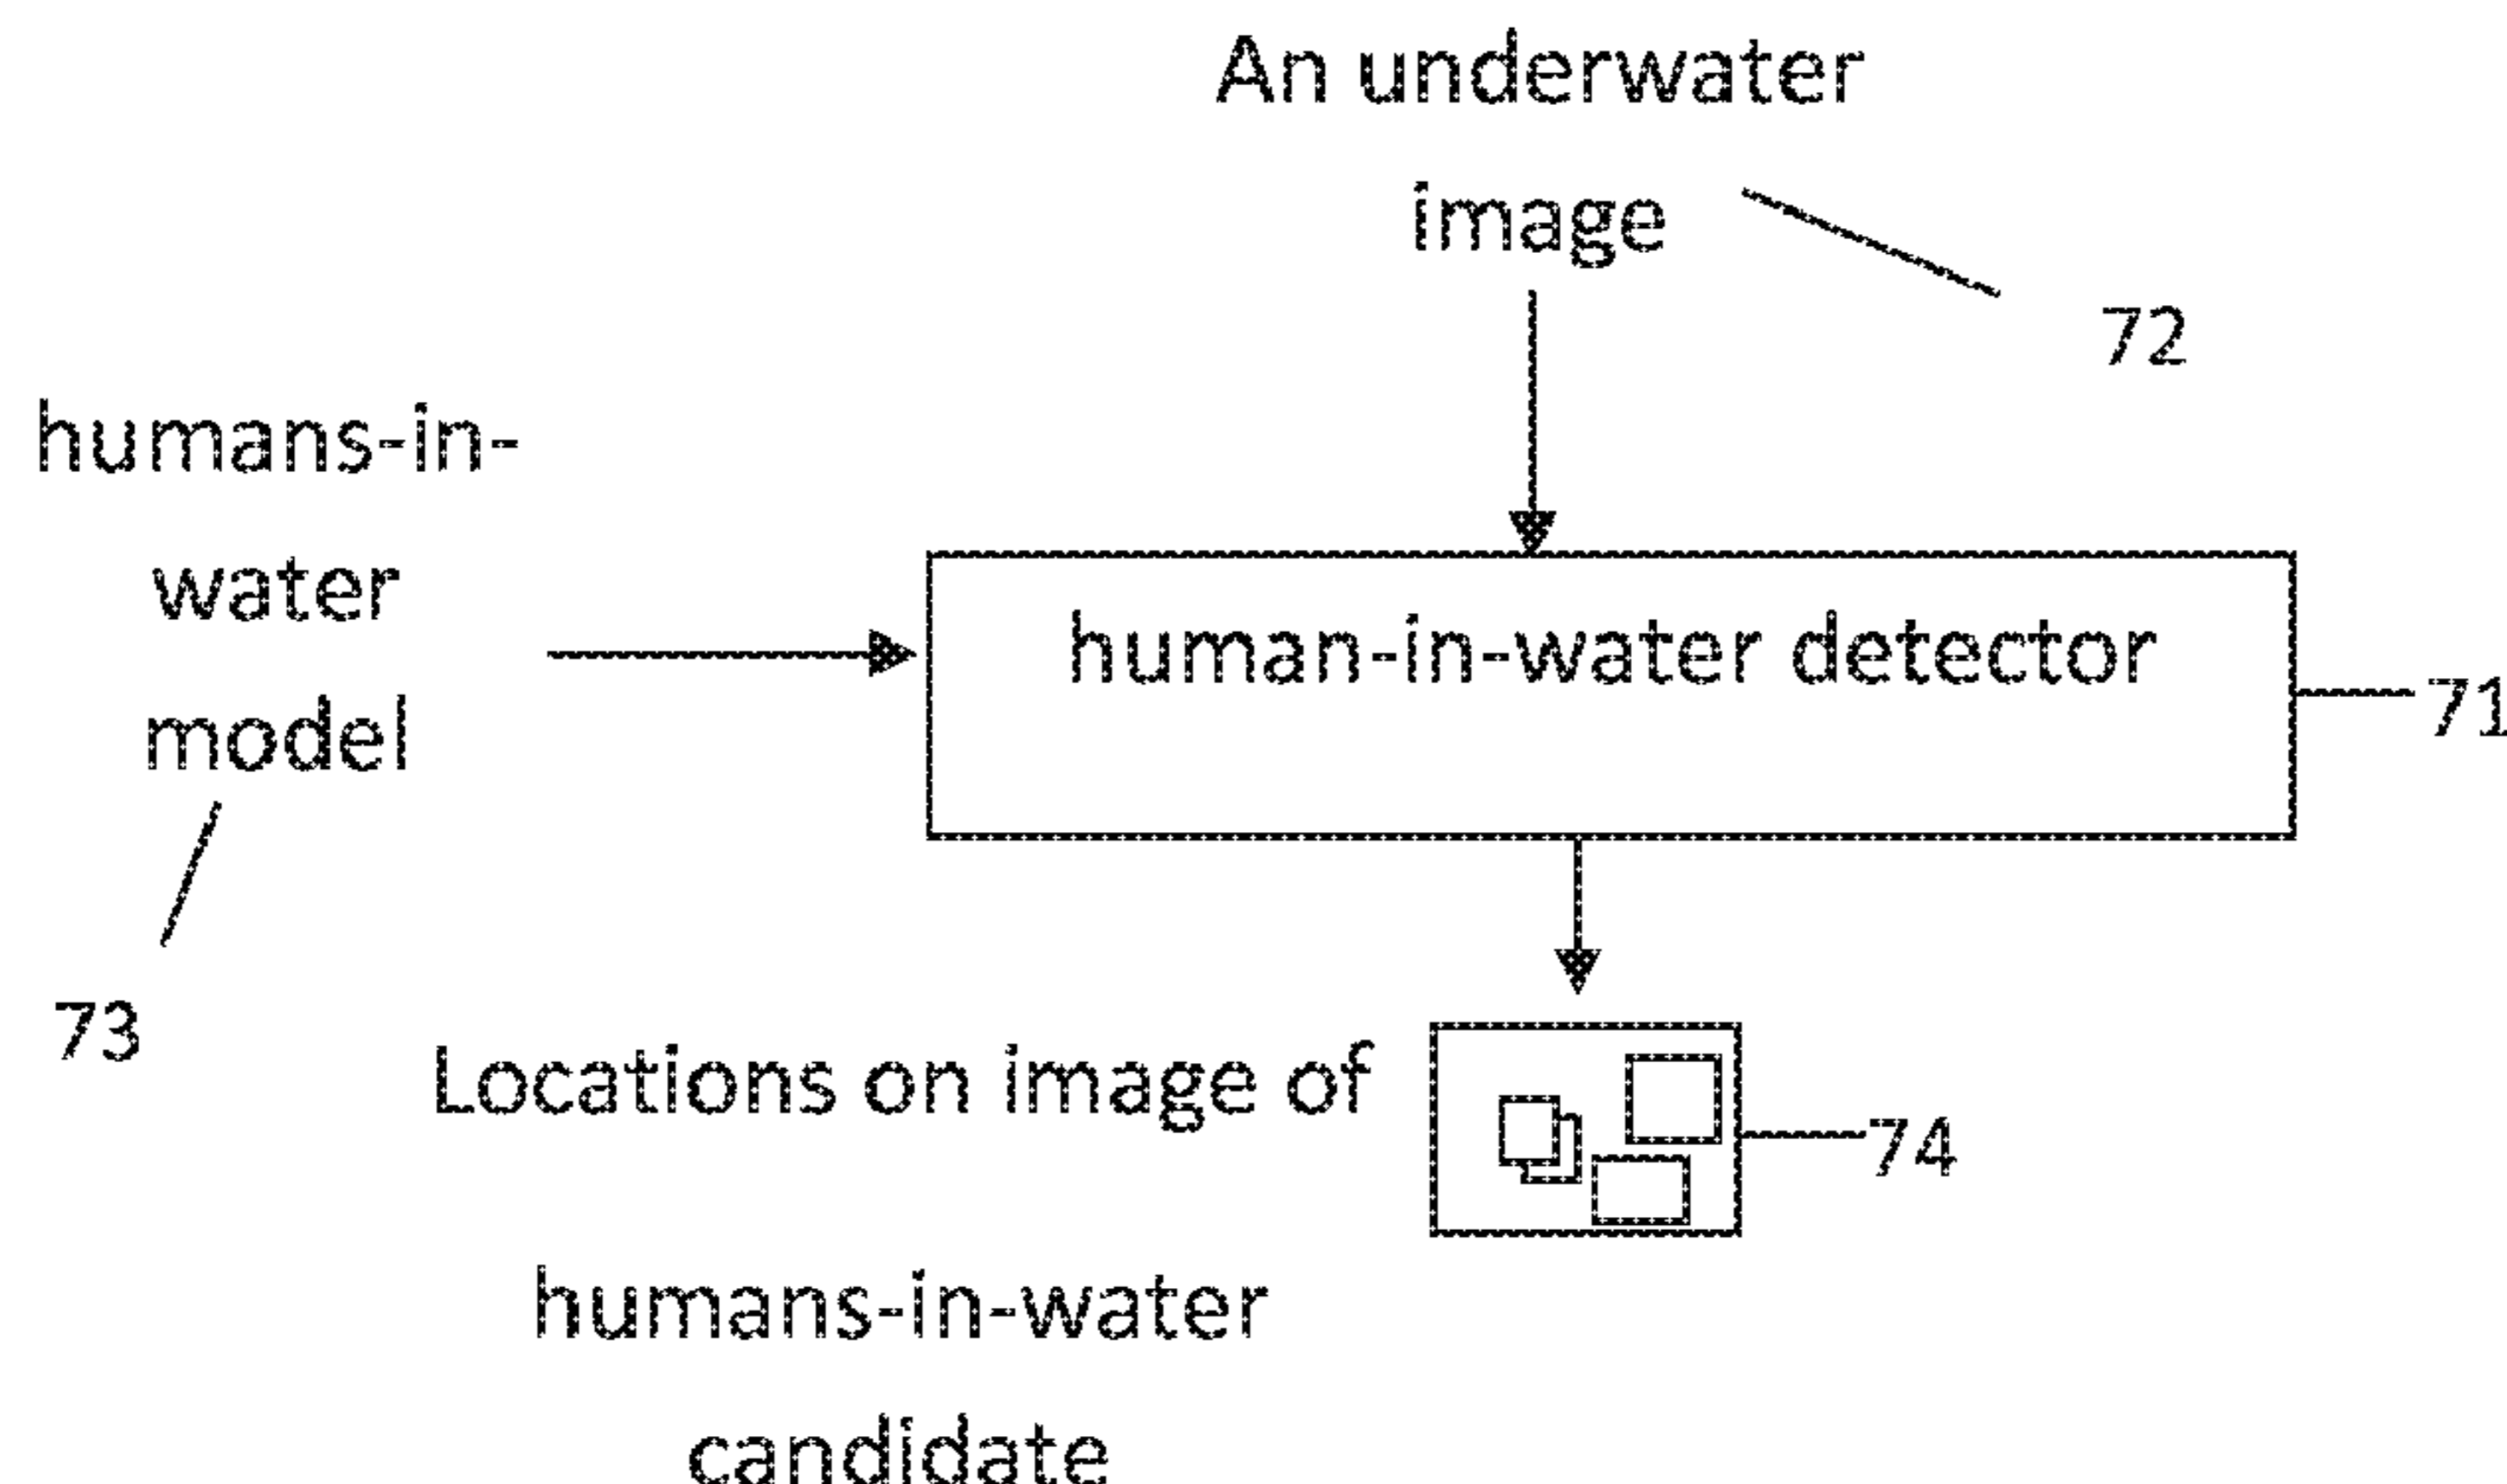 An underwater
image
72
humans-in-
water
model
73
human-in-water detector
71
Locations on image of
humans-in-water
candidate
74